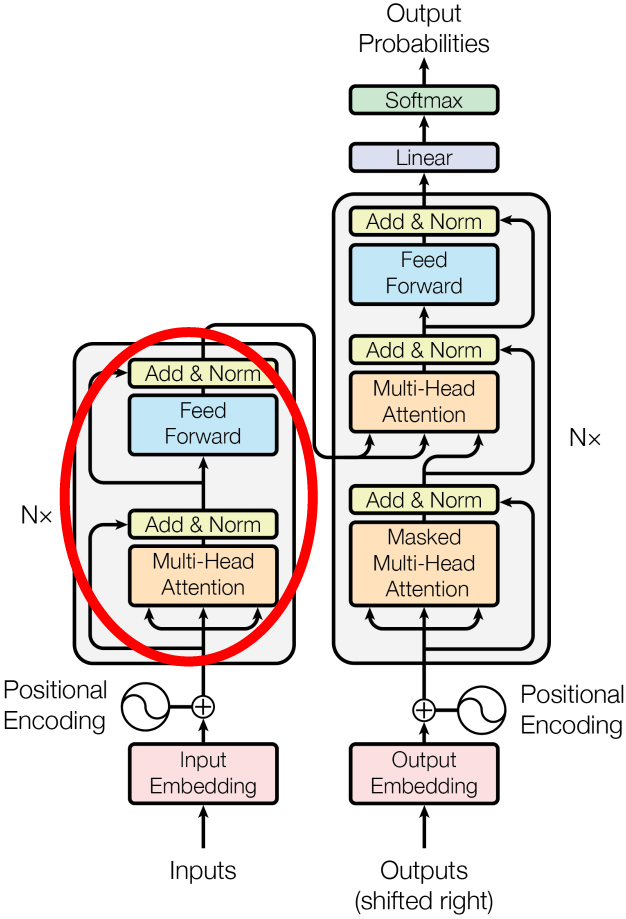 Output
Probabilities
Softmax
Linear
Add & Norm
Feed
Forward
Add & Norm
Multi-Head
Attention
Add & Norm
Masked
Multi-Head
Attention
N×
Add & Norm
Feed
Forward
Add & Norm
Multi-Head
Attention
N×
Positional
Encoding
Positional
Encoding
Input
Embedding
Output
Embedding
Inputs
Outputs
(shifted right)